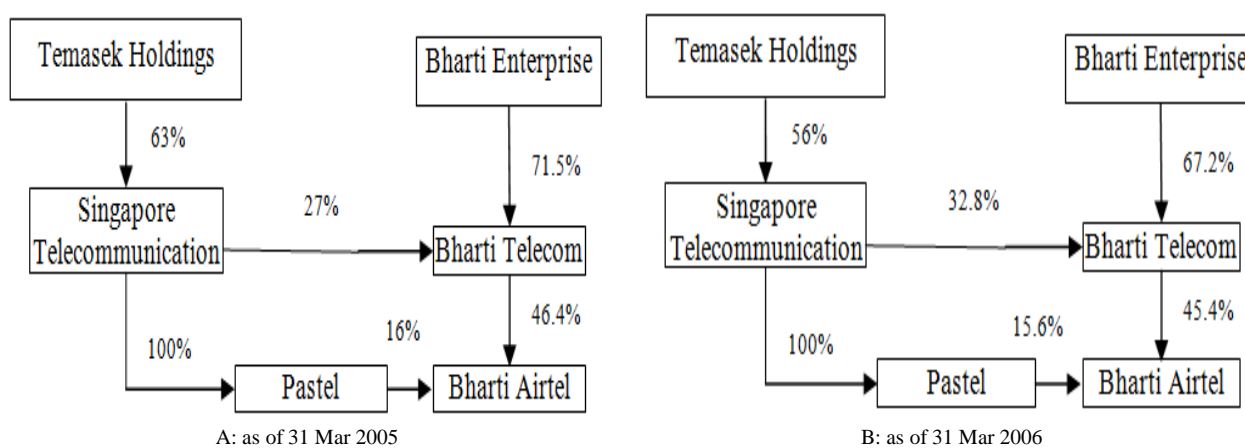 Temasek Holdings
Bharti Enterprise
63%
71.5%
Singapore
Telecommunication
27%
Bharti Telecom
46.4%
16%
100%
Pastel
Bharti Airtel
A: as of 31 Mar 2005
Temasek Holdings
Bharti Enterprise
56%
67.2%
Singapore
Telecommunication
32.8%
Bharti Telecom
45.4%
15.6%
100%
Pastel
Bharti Airtel
B: as of 31 Mar 2006